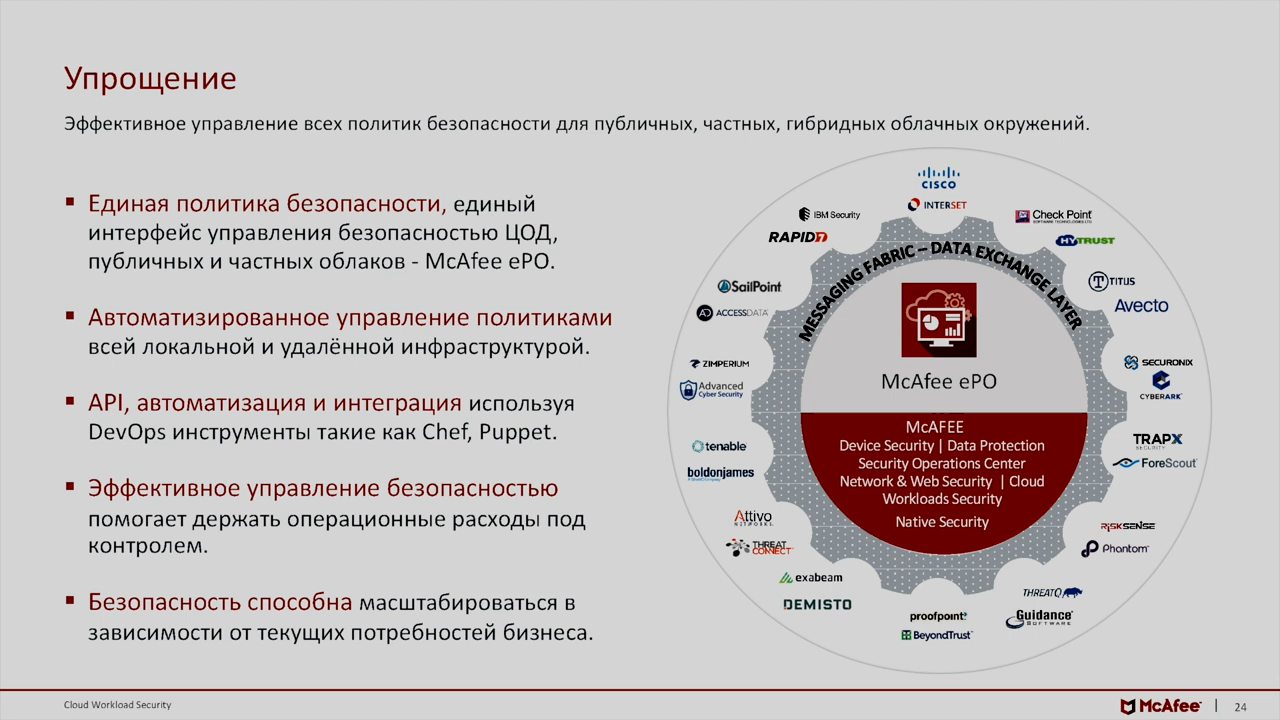 Упрощение
Эффективное управление всех политик безопасности для публичных, частных, гибридных облачных окружений.
▪ Единая политика безопасности, единый
интерфейс управления безопасностью ЦОД,
публичных и частных облаков - McAfee ePO.
▪ Автоматизированное управление политиками
всей локальной и удалённой инфраструктурой.
▪ API, автоматизация и интеграция используя
DevOps инструменты такие как Chef, Puppet.
▪ Эффективное управление безопасностью
помогает держать операционные расходы под
контролем.
▪ Безопасность способна масштабироваться в
зависимости от текущих потребностей бизнеса.
CISCO
INTERSET
IBM Security
RAPID7
Check Point
SOFTWARE TECHNOLOGIES LTD.
HYTRUST
SailPoint
ACCESSDATA
TITUS
Avecto
ZIMPERIUM
Advanced
Cyber Security
SECURONIX
CYBERARK
tenable
boldonjames
TRAPX
SECURITY
ForeScout
Attivo
NETWORKS
THREAT
CONNECT
RISKSENSE
Phantom
exabeam
DEMISTO
THREATQ
Guidance
SOFTWARE
proofpoint
BeyondTrust
MESSAGING FABRIC – DATA EXCHANGE LAYER
McAfee ePO
McAFEE
Device Security | Data Protection
Security Operations Center
Network & Web Security | Cloud
Workloads Security
Native Security
Cloud Workload Security
McAfee | 24